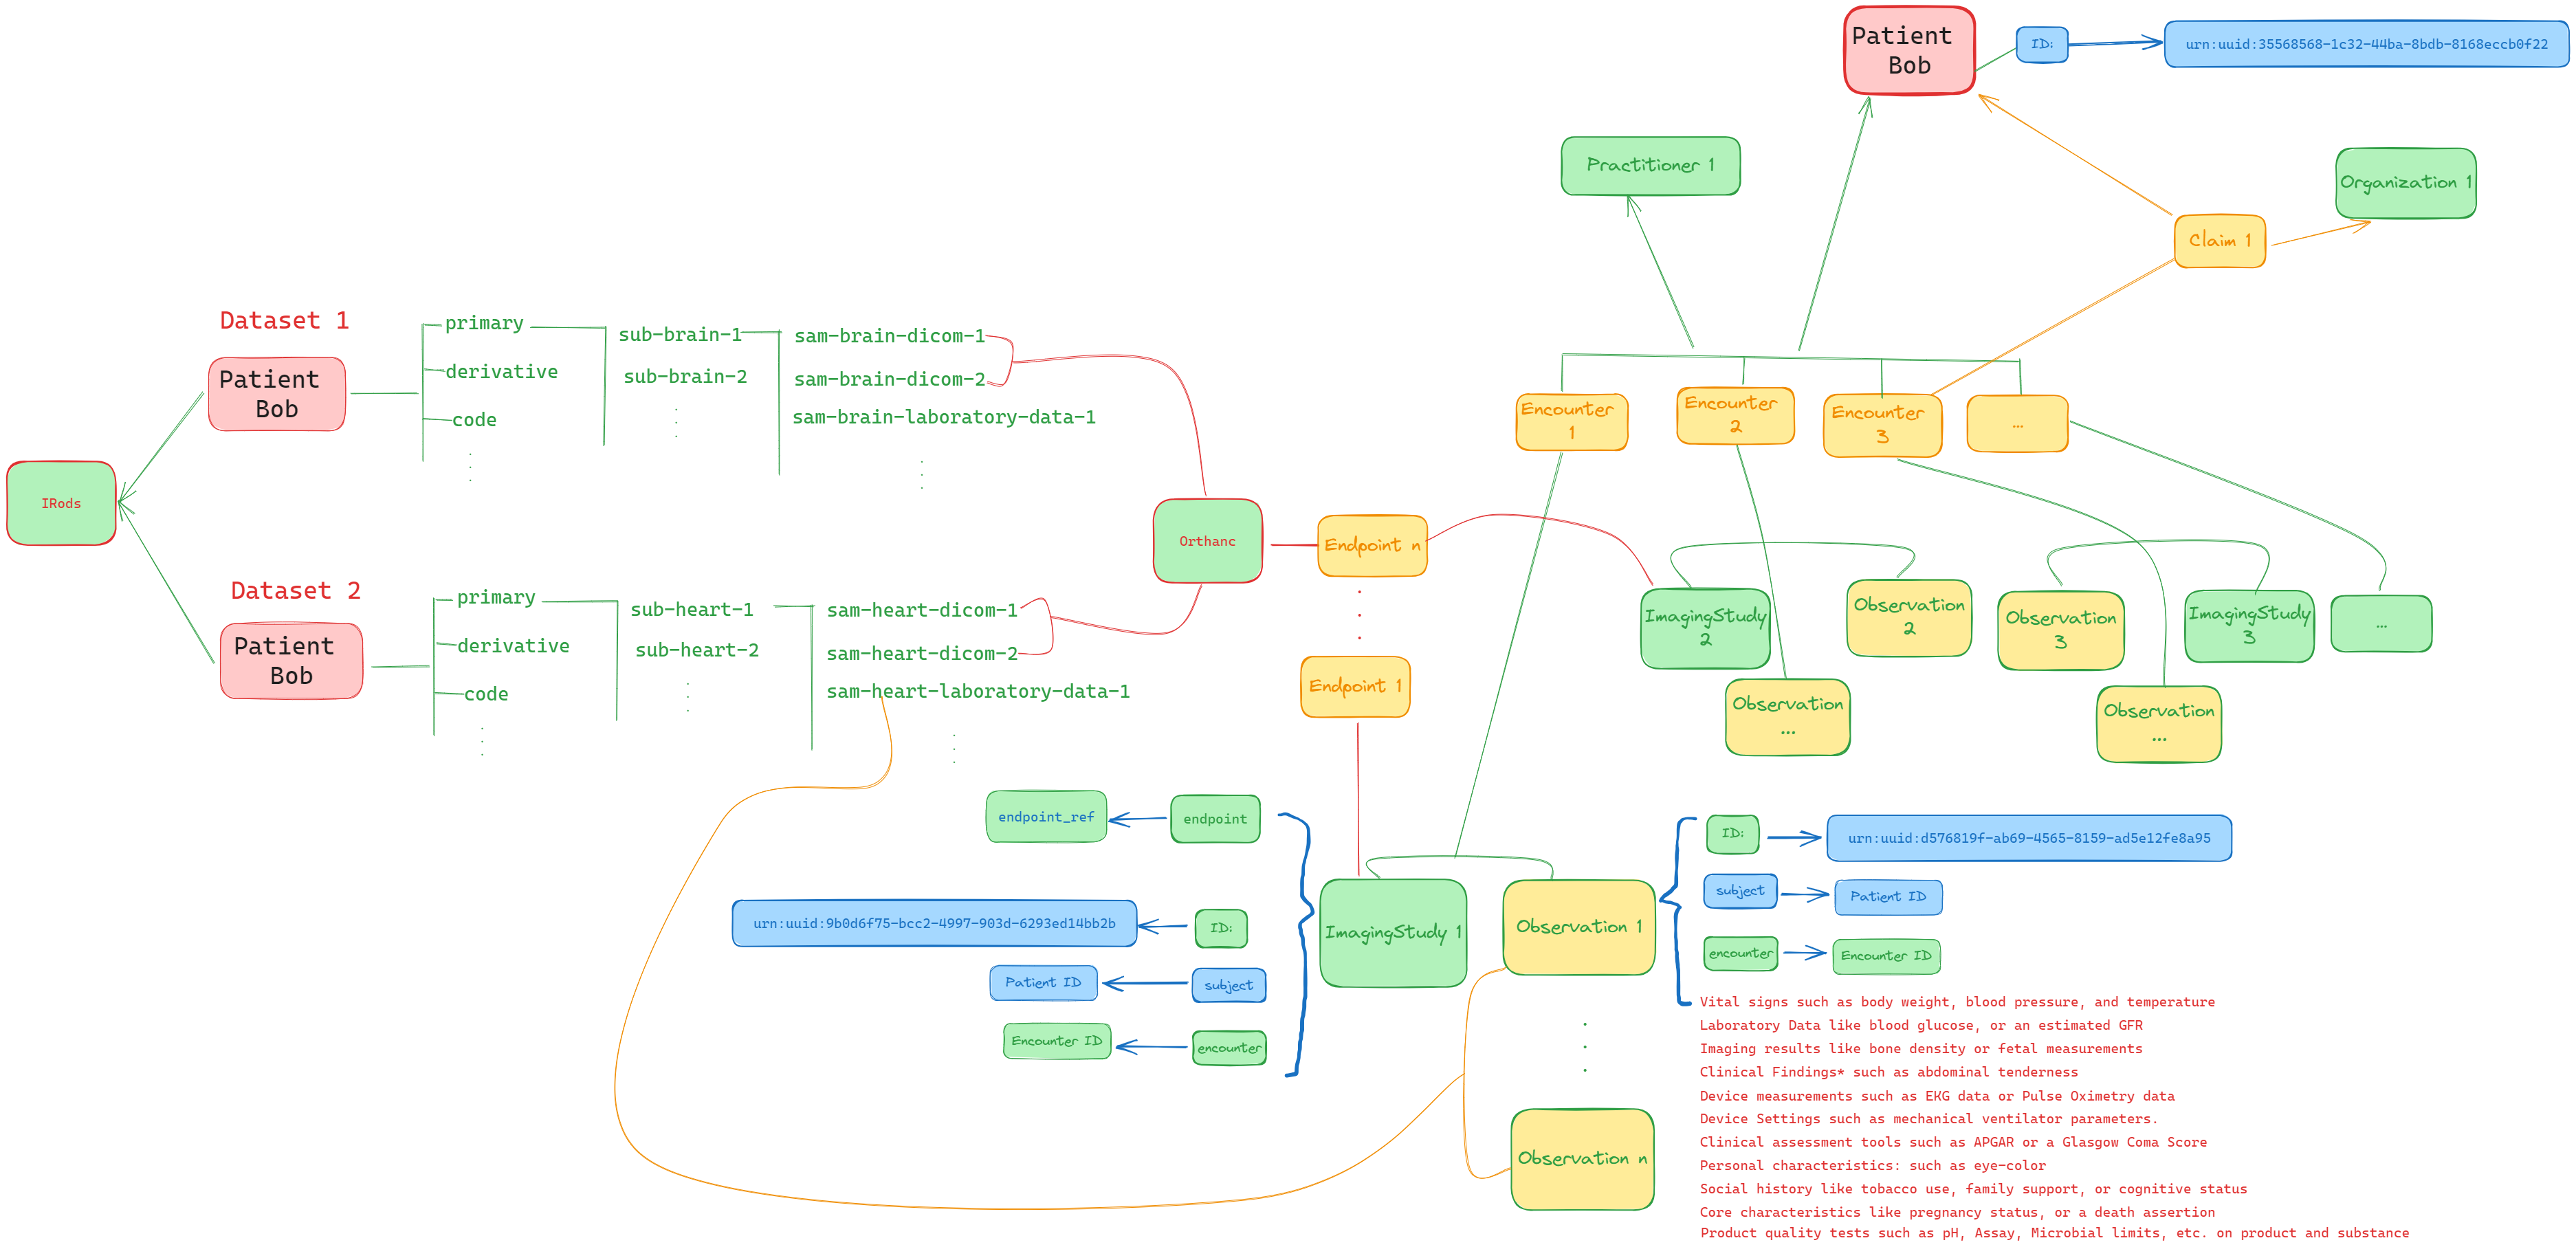 Patient
Bob
ID:
urn:uuid:35568568-1c32-44ba-8bdb-8168eccb0f22
Practitioner 1
Organization 1
Claim 1
Dataset 1
Patient
Bob
primary
derivative
code
sub-brain-1
sub-brain-2
sam-brain-dicom-1
sam-brain-dicom-2
sam-brain-laboratory-data-1
IRods
Dataset 2
Patient
Bob
primary
derivative
code
sub-heart-1
sub-heart-2
sam-heart-dicom-1
sam-heart-dicom-2
sam-heart-laboratory-data-1
Orthanc
Endpoint n
Endpoint 1
Encounter
1
Encounter
2
Encounter
3
...
ImagingStudy
2
Observation
2
Observation
...
Observation
3
ImagingStudy
3
Observation
...
...
endpoint_ref
endpoint
urn:uuid:9b0d6f75-bcc2-4997-903d-6293ed14bb2b
ID:
Patient ID
subject
Encounter ID
encounter
ImagingStudy 1
Observation 1
Observation n
ID:
urn:uuid:d576819f-ab69-4565-8159-ad5e12fe8a95
subject
Patient ID
encounter
Encounter ID
Vital signs such as body weight, blood pressure, and temperature
Laboratory Data like blood glucose, or an estimated GFR
Imaging results like bone density or fetal measurements
Clinical Findings* such as abdominal tenderness
Device measurements such as EKG data or Pulse Oximetry data
Device Settings such as mechanical ventilator parameters.
Clinical assessment tools such as APGAR or a Glasgow Coma Score
Personal characteristics: such as eye-color
Social history like tobacco use, family support, or cognitive status
Core characteristics like pregnancy status, or a death assertion
Product quality tests such as pH, Assay, Microbial limits, etc. on product and substance